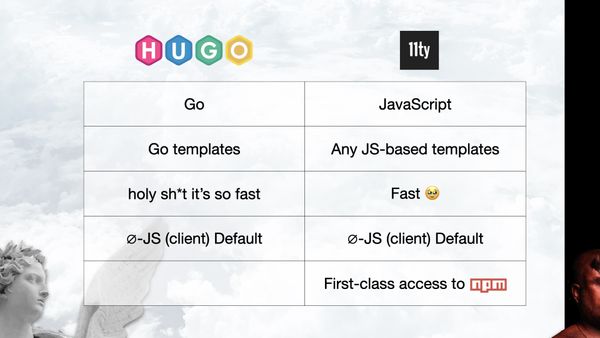 HUGO
11ty
Go
JavaScript
Go templates
Any JS-based templates
holy sh*t it’s so fast
Fast 🥹
∅-JS (client) Default
∅-JS (client) Default
First-class access to npm